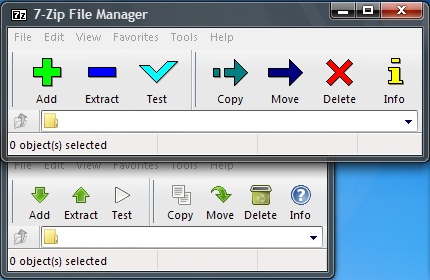 7z 7-Zip File Manager
File Edit View Favorites Tools Help
Add Extract Test Copy Move Delete Info
0 object(s) selected
File Edit View Favorites Tools Help
Add Extract Test Copy Move Delete Info
0 object(s) selected